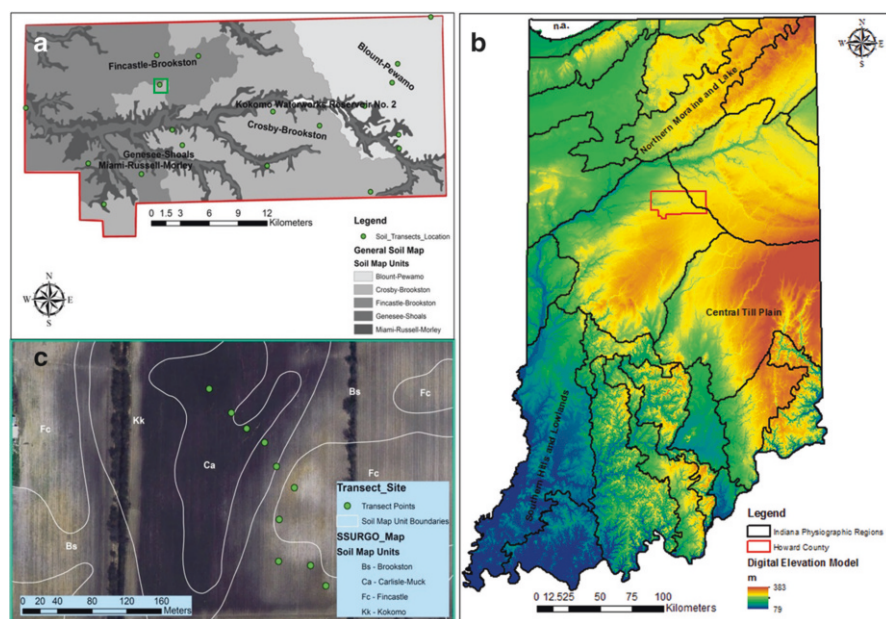 a
Fincastle-Brookston
Blount-Pewamo
Kokomo Waterworks Reservoir No. 2
Crosby-Brookston
Genesee-Shoals
Miami-Russell-Morley
0 1.5 3 6 9 12
Kilometers
N
W E
S
Legend
Soil_Transects_Location
General Soil Map
Soil Map Units
Blount-Pewamo
Crosby-Brookston
Fincastle-Brookston
Genesee-Shoals
Miami-Russell-Morley
b
n.a.
N
W E
S
Northern Moraine and Lake
Central Till Plain
Southern Hills and Lowlands
Legend
Indiana Physiographic Regions
Howard County
Digital Elevation Model
m
383
79
0 12.525 50 75 100
Kilometers
c
Fc
Kk
Ca
Bs
Fc
Fc
Bs
Transect_Site
Transect Points
Soil Map Unit Boundaries
SSURGO_Map
Soil Map Units
Bs - Brookston
Ca - Carlisle-Muck
Fc - Fincastle
Kk - Kokomo
0 20 40 80 120 160
Meters